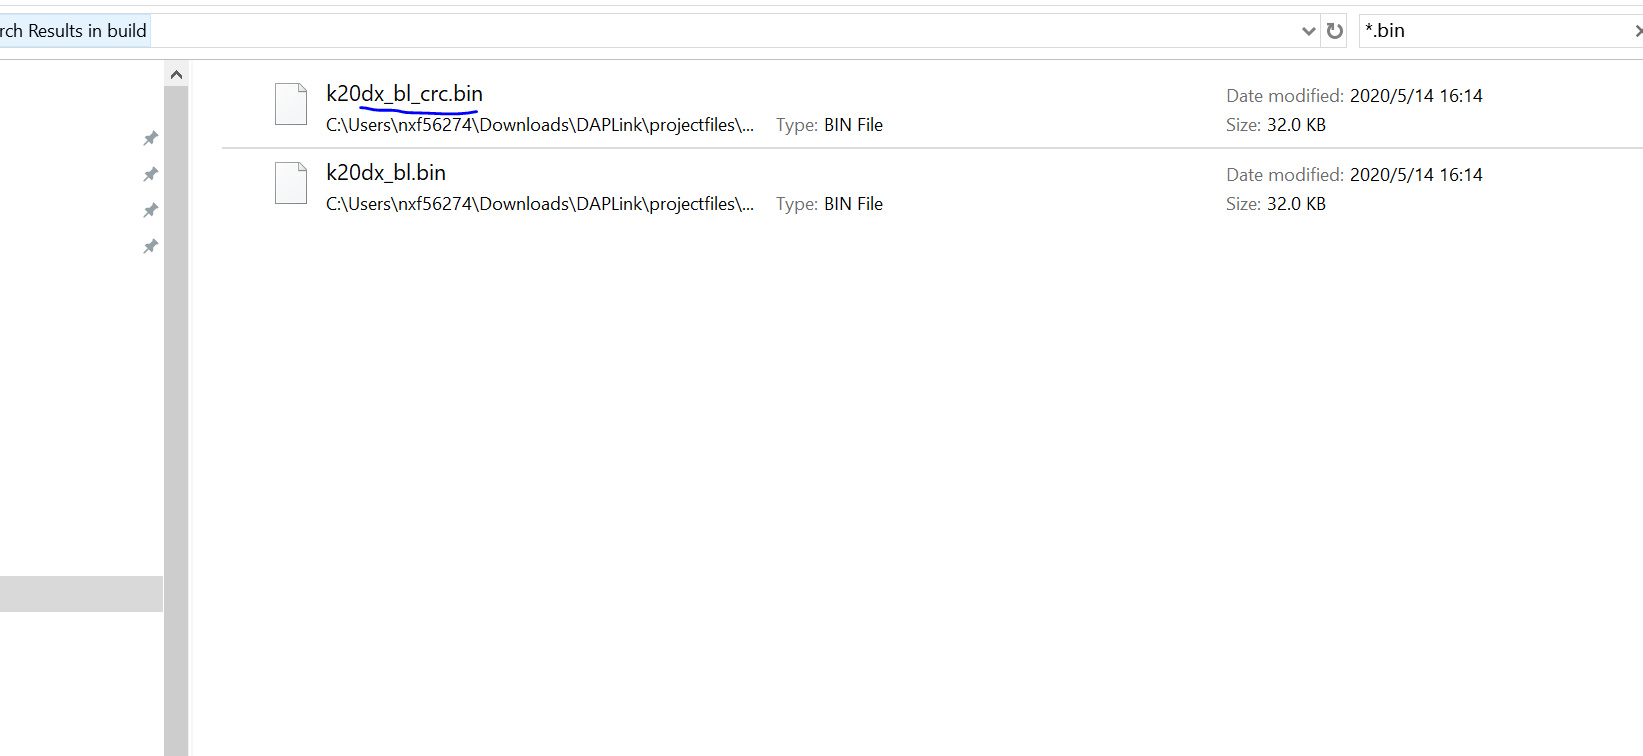 rch Results in build
*.bin
k20dx_bl_crc.bin
Date modified: 2020/5/14 16:14
C:\Users\nxf56274\Downloads\DAPLink\projectfiles\... Type: BIN File
Size: 32.0 KB
k20dx_bl.bin
Date modified: 2020/5/14 16:14
C:\Users\nxf56274\Downloads\DAPLink\projectfiles\... Type: BIN File
Size: 32.0 KB